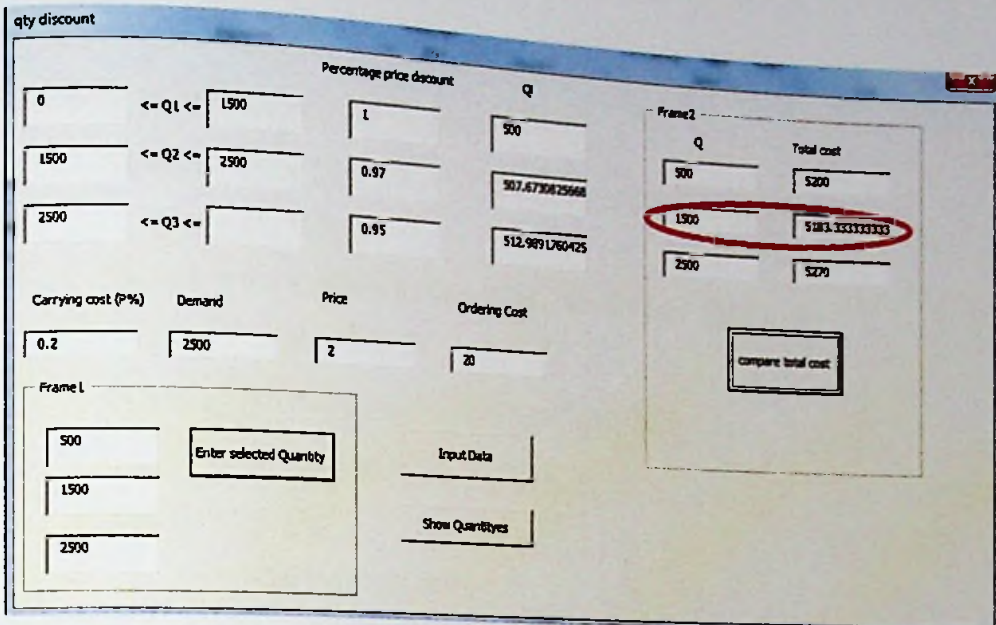 qty discount
x
Percentage price discount
Q
0 <= Q1 <= 1500
1
500
1500 <= Q2 <= 2500
0.97
507.6730825668
2500 <= Q3 <=
0.95
512.9891760425
Frame2
Q Total cost
500 5200
1500 5183.333333333
2500 5270
compare total cost
Carrying cost (P%) Demand Price Ordering Cost
0.2 2500 2 20
Frame1
500
1500
2500
Enter selected Quantity
Input Data
Show Quantityes